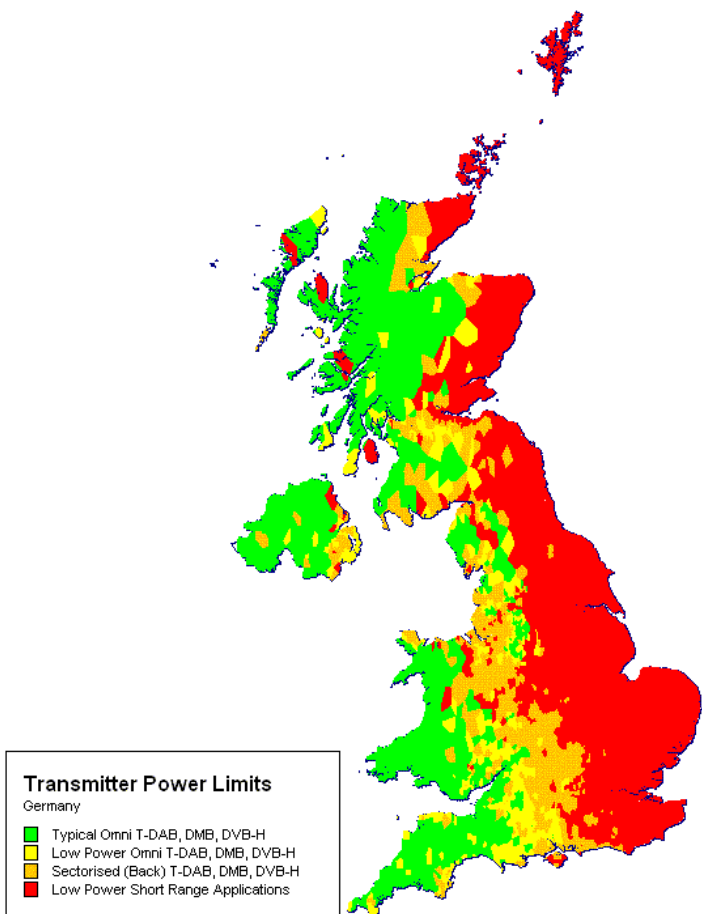 Transmitter Power Limits
Germany
Typical Omni T-DAB, DMB, DVB-H
Low Power Omni T-DAB, DMB, DVB-H
Sectorised (Back) T-DAB, DMB, DVB-H
Low Power Short Range Applications